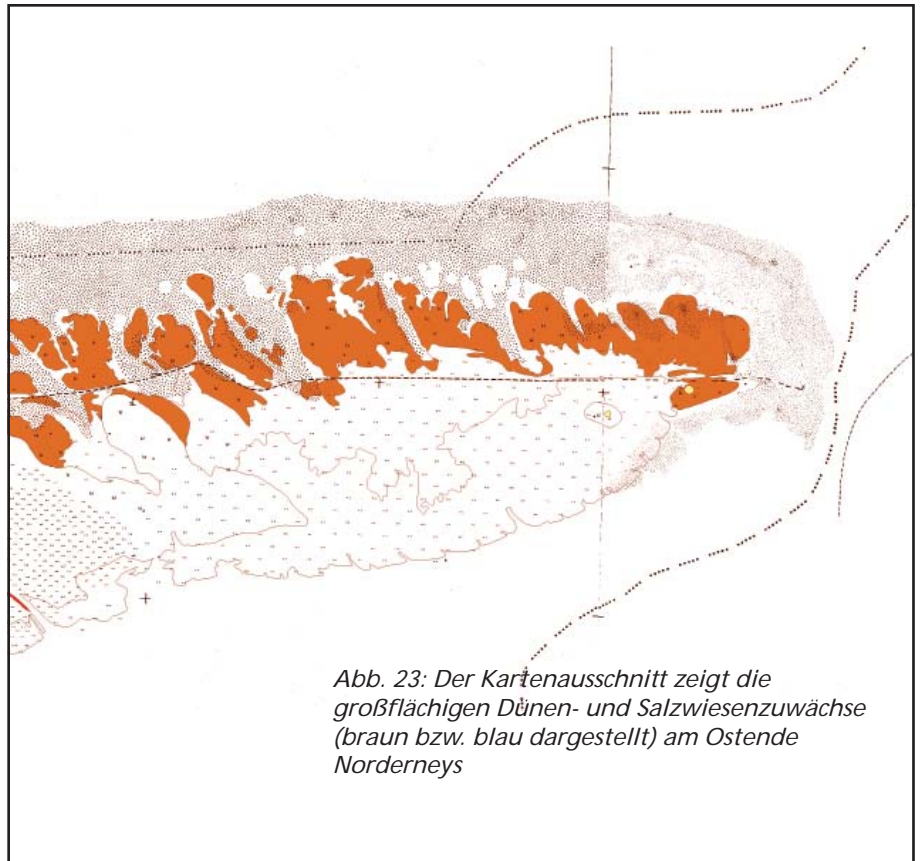 Abb. 23: Der Kartenausschnitt zeigt die
großflächigen Dünen- und Salzwiesenzuwächse
(braun bzw. blau dargestellt) am Ostende
Norderneys